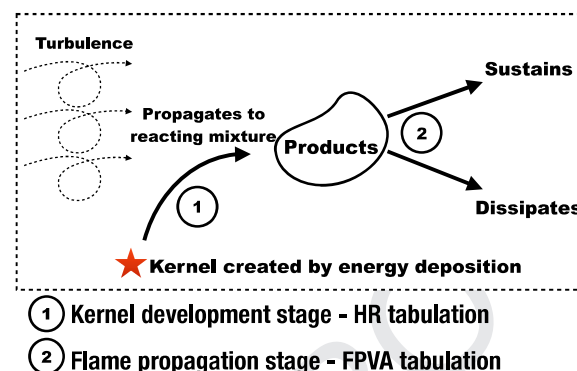 Turbulence
Sustains
Propagates to
reacting mixture
Products
2
1
Dissipates
Kernel created by energy deposition
1 Kernel development stage - HR tabulation
2 Flame propagation stage - FPVA tabulation